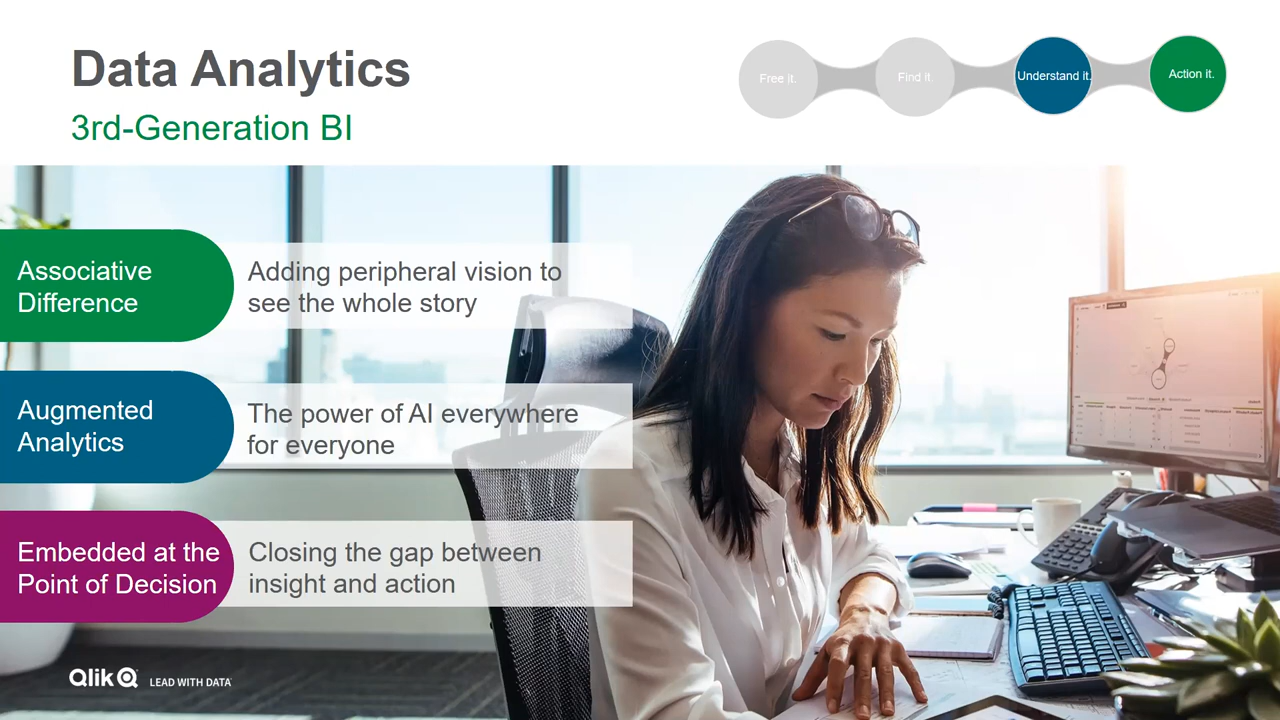 Data Analytics
3rd-Generation BI
Free it.
Find it.
Understand it.
Action it.
Associative
Difference
Adding peripheral vision to
see the whole story
Augmented
Analytics
The power of AI everywhere
for everyone
Embedded at the
Point of Decision
Closing the gap between
insight and action
Qlik
LEAD WITH DATA